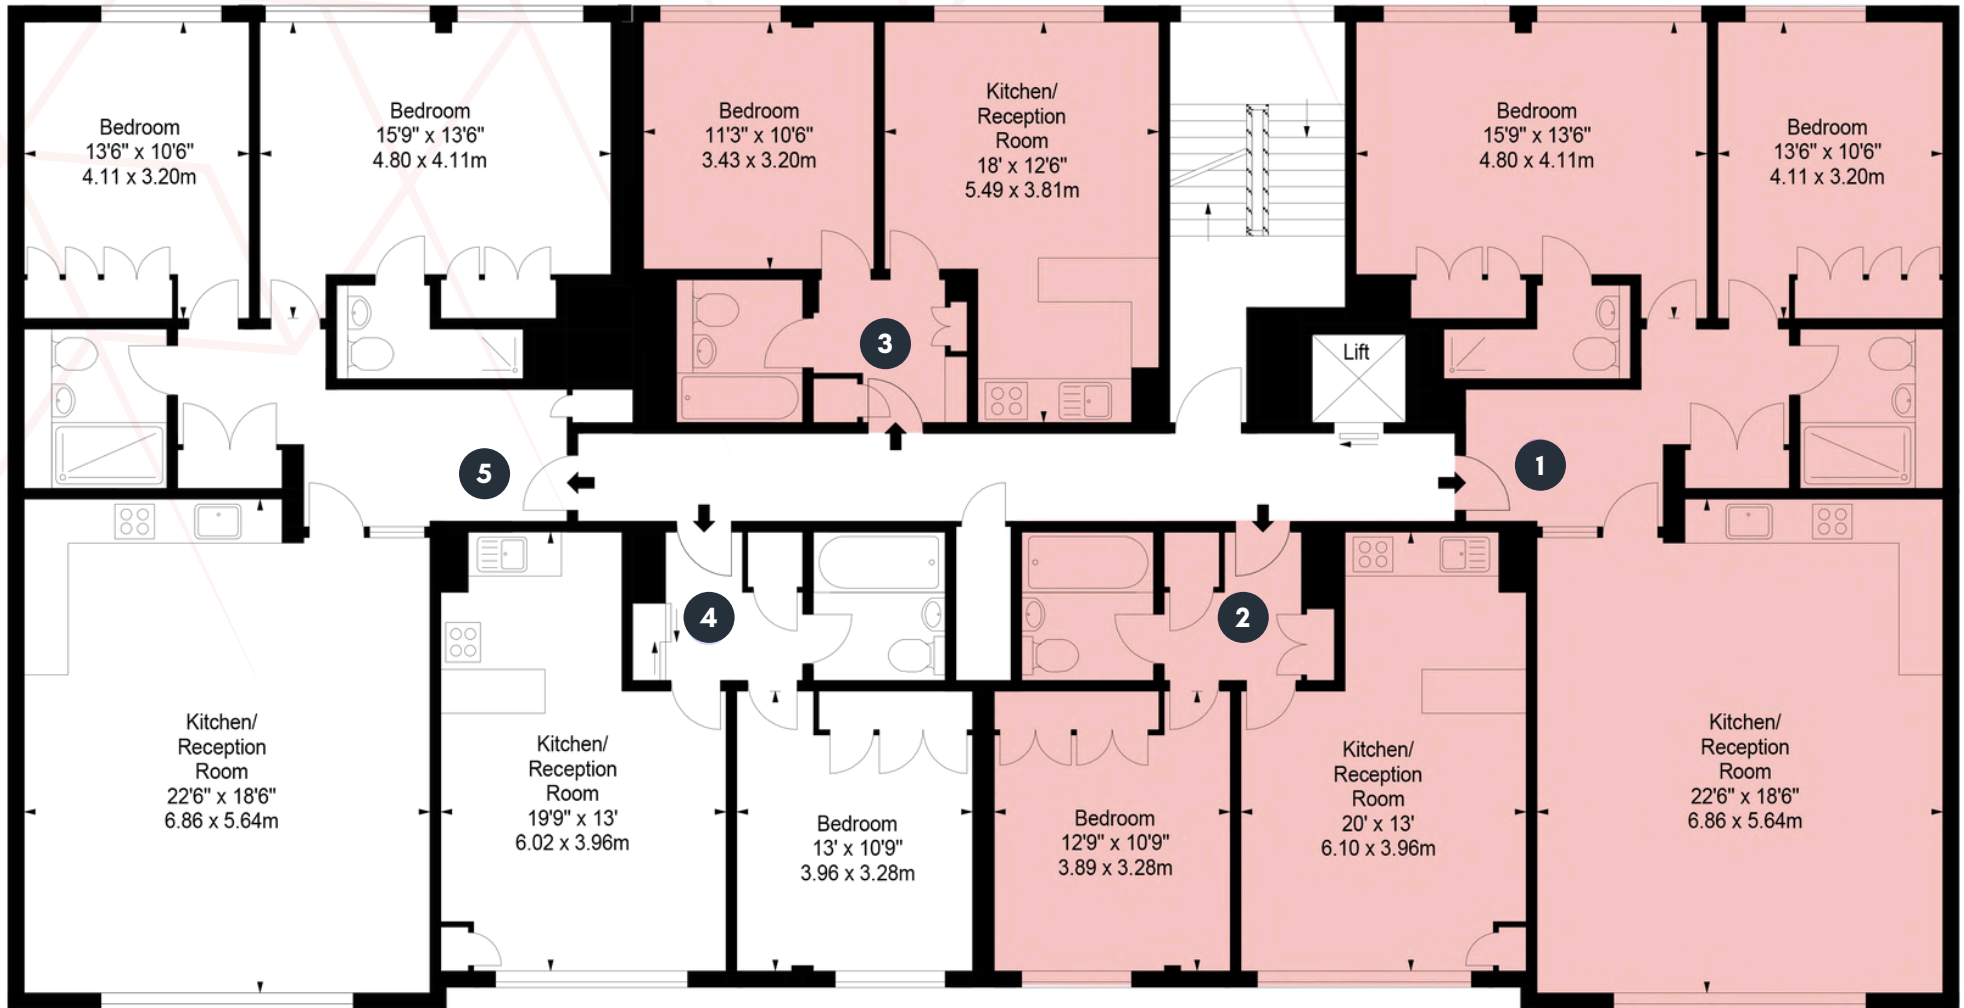 Bedroom
13'6" x 10'6"
4.11 x 3.20m
Bedroom
15'9" x 13'6"
4.80 x 4.11m
Bedroom
11'3" x 10'6"
3.43 x 3.20m
Kitchen/
Reception
Room
18' x 12'6"
5.49 x 3.81m
Bedroom
15'9" x 13'6"
4.80 x 4.11m
Bedroom
13'6" x 10'6"
4.11 x 3.20m
3
Lift
5
1
4
2
Kitchen/
Reception
Room
22'6" x 18'6"
6.86 x 5.64m
Kitchen/
Reception
Room
19'9" x 13'
6.02 x 3.96m
Bedroom
13' x 10'9"
3.96 x 3.28m
Bedroom
12'9" x 10'9"
3.89 x 3.28m
Kitchen/
Reception
Room
20' x 13'
6.10 x 3.96m
Kitchen/
Reception
Room
22'6" x 18'6"
6.86 x 5.64m